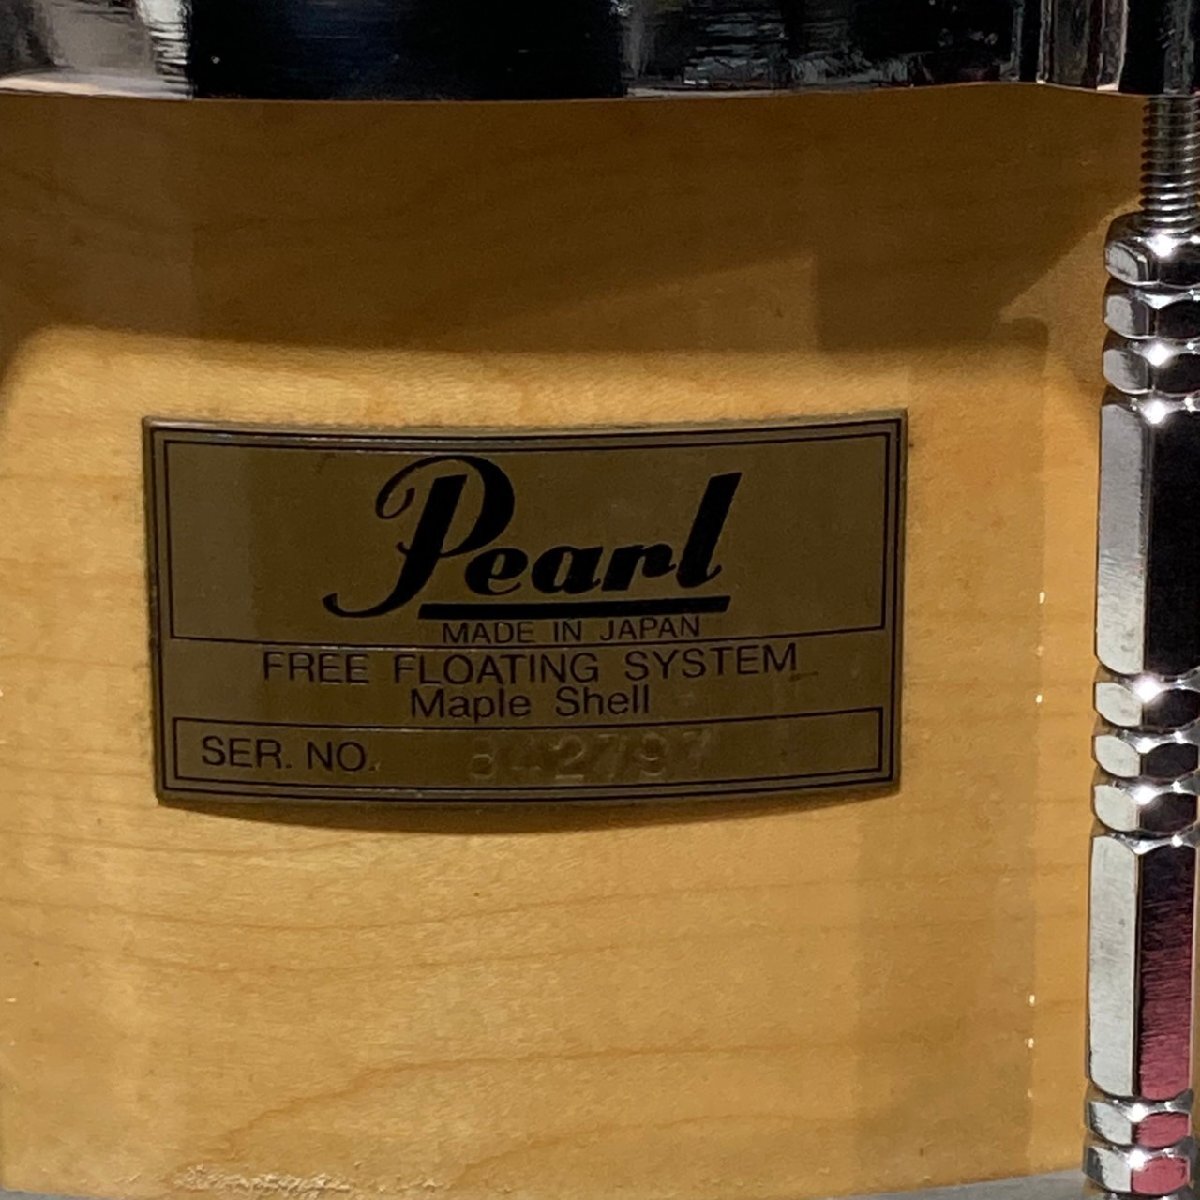 Pearl
MADE IN JAPAN
FREE FLOATING SYSTEM
Maple Shell
SER. NO.